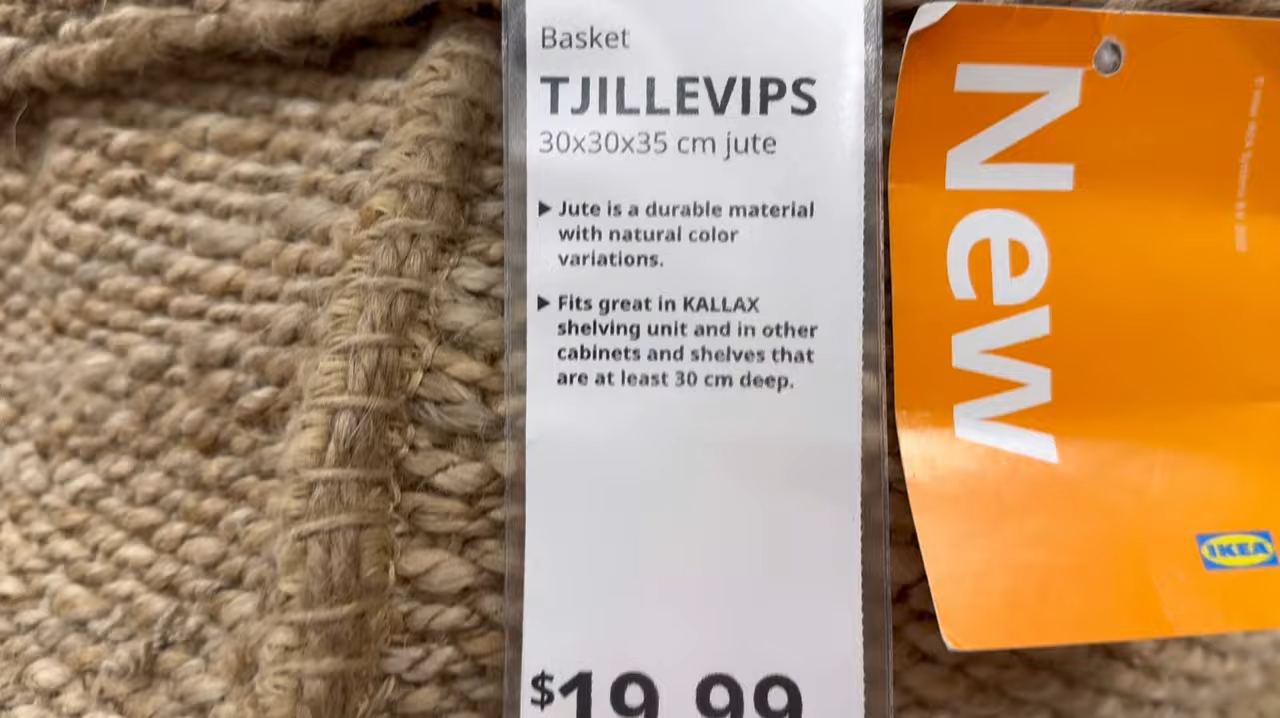 Basket
TJILLEVIPS
30x30x35 cm jute
▶ Jute is a durable material
with natural color
variations.
▶ Fits great in KALLAX
shelving unit and in other
cabinets and shelves that
are at least 30 cm deep.
$19.99
New
IKEA